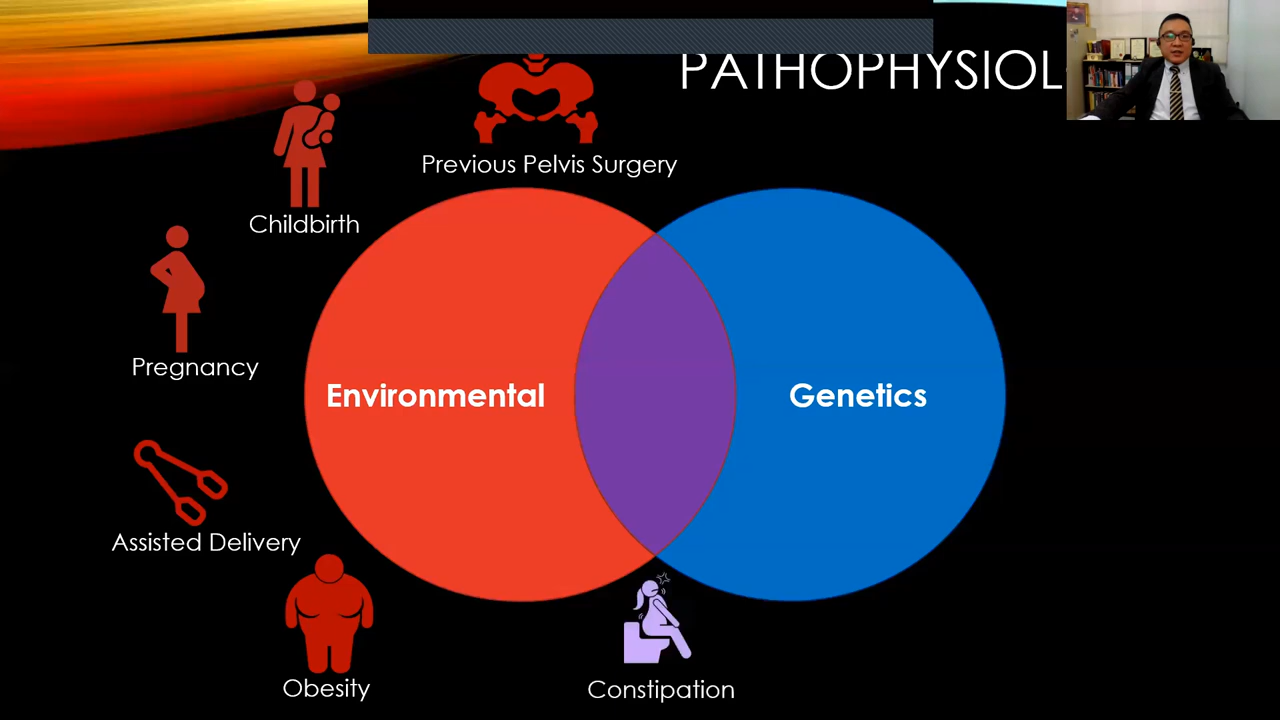 PATHOPHYSIOL
Previous Pelvis Surgery
Childbirth
Pregnancy
Environmental
Genetics
Assisted Delivery
Obesity
Constipation